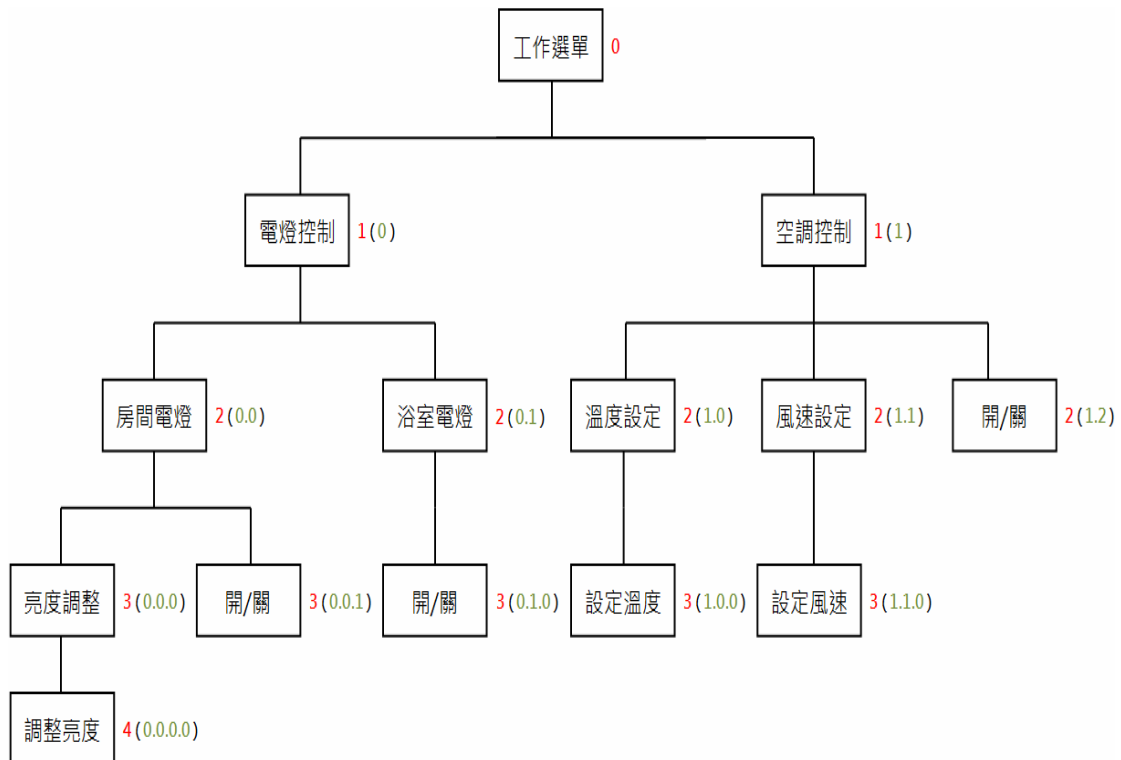 工作選單 0
電燈控制 1(0)
空調控制 1(1)
房間電燈 2(0.0)
浴室電燈 2(0.1)
溫度設定 2(1.0)
風速設定 2(1.1)
開/關 2(1.2)
亮度調整 3(0.0.0)
開/關 3(0.0.1)
開/關 3(0.1.0)
設定溫度 3(1.0.0)
設定風速 3(1.1.0)
調整亮度 4(0.0.0.0)